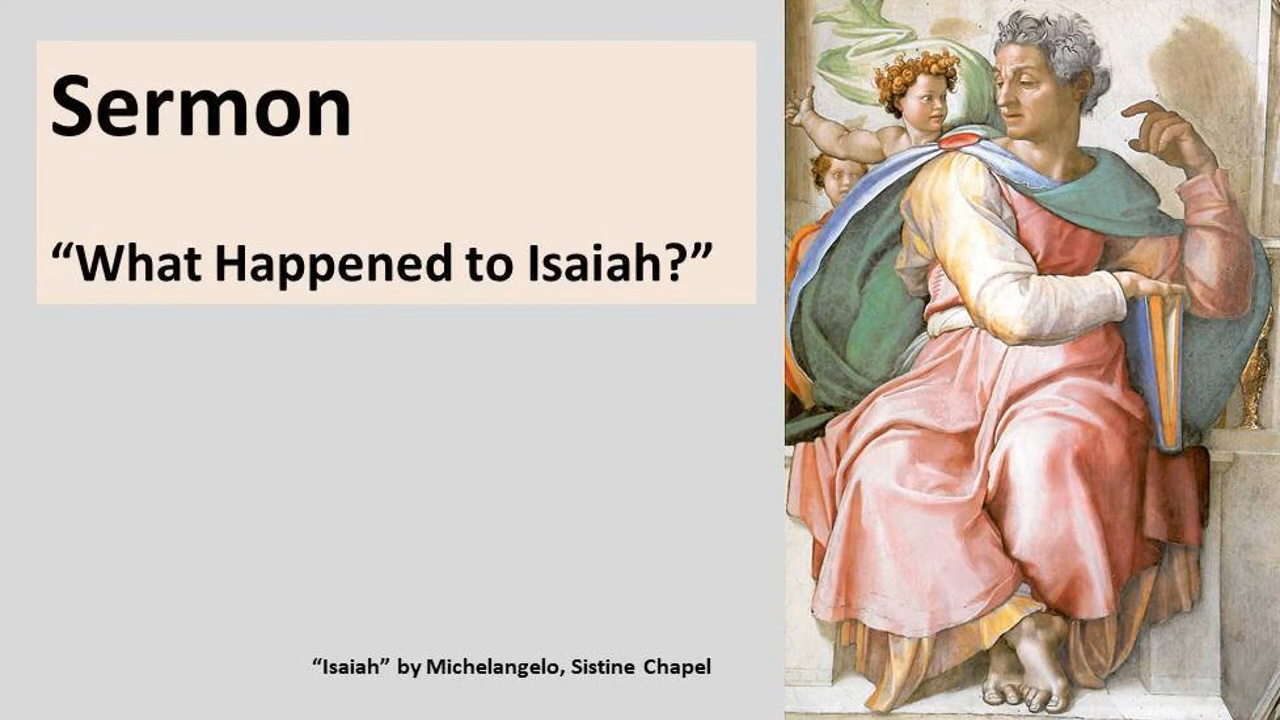 Sermon
“What Happened to Isaiah?”
“Isaiah” by Michelangelo, Sistine Chapel